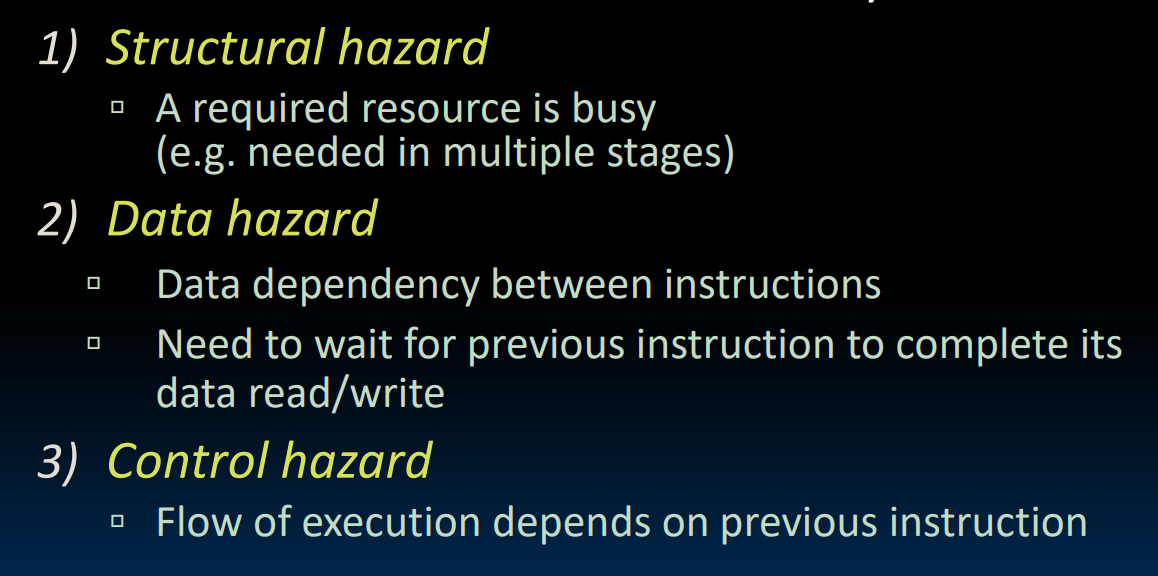 1) Structural hazard
▫ A required resource is busy
(e.g. needed in multiple stages)
2) Data hazard
▫ Data dependency between instructions
▫ Need to wait for previous instruction to complete its
data read/write
3) Control hazard
▫ Flow of execution depends on previous instruction